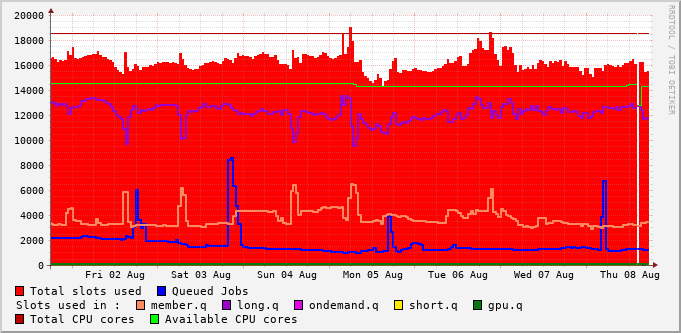 20000
18000
16000
14000
12000
10000
8000
6000
4000
2000
0
Fri 02 Aug Sat 03 Aug Sun 04 Aug Mon 05 Aug Tue 06 Aug Wed 07 Aug Thu 08 Aug
RRDTOOL / TOBI OETIKER
Total slots used Queued Jobs
Slots used in : member.q long.q ondemand.q short.q gpu.q
Total CPU cores Available CPU cores